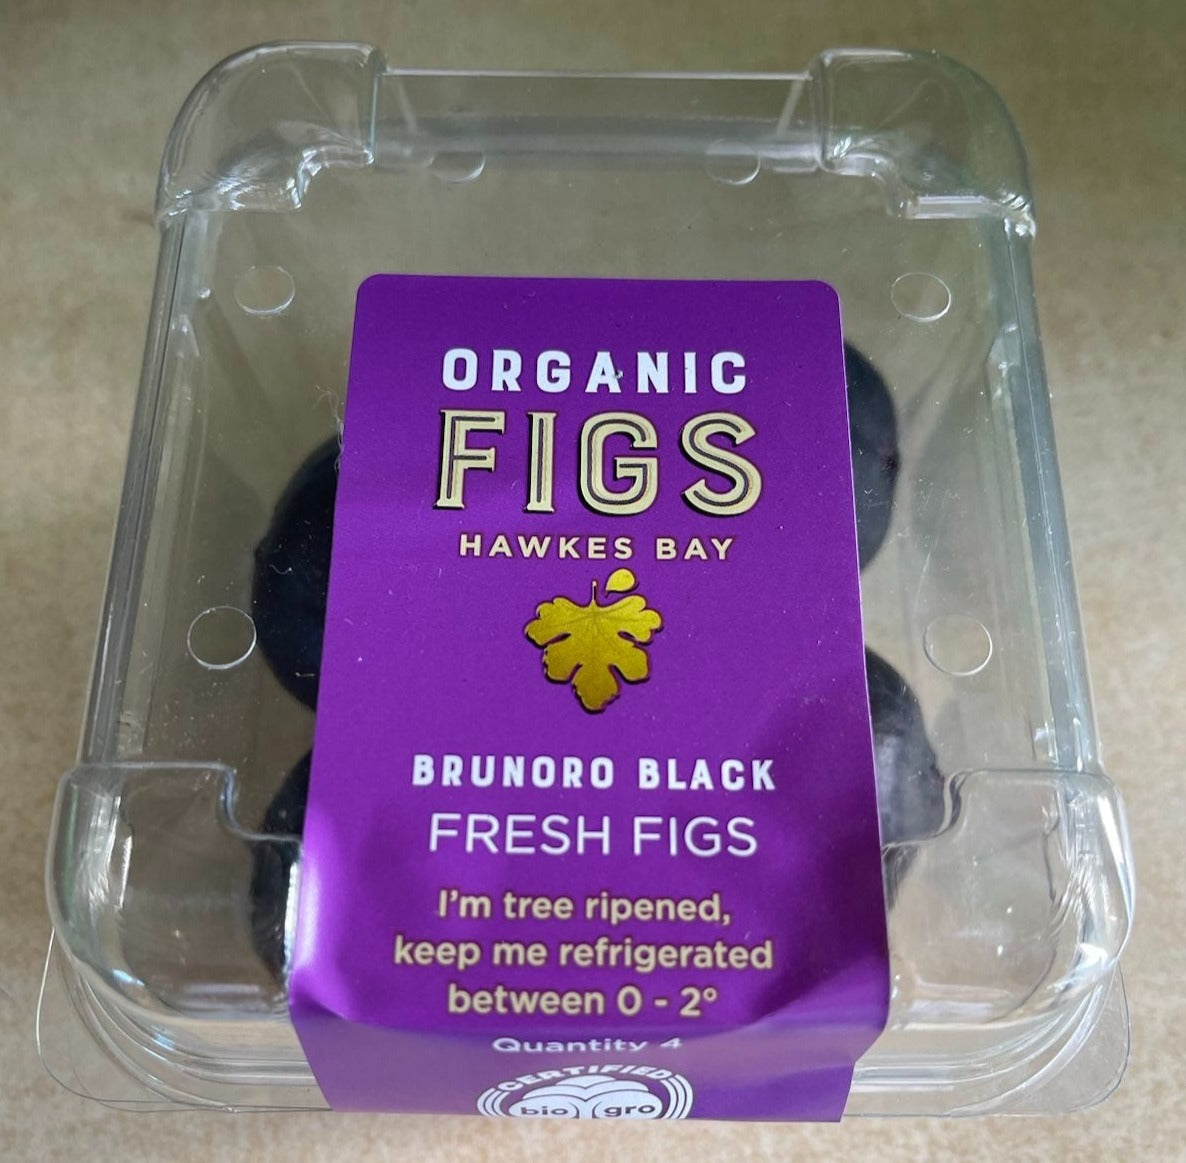 ORGANIC
FIGS
HAWKES BAY
BRUNORO BLACK
FRESH FIGS
I'm tree ripened,
keep me refrigerated
between 0 - 2°
Quantity 4
CERTIFIED
bio gro